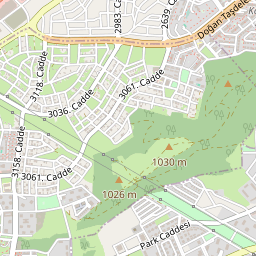 2983. Cadde
2639. Cadde
Doğan Taşdele
3118. Cadde
3061. Cadde
3036. Cadde
3158. Cadde
3061. Cadde
1030 m
1026 m
Park Caddesi